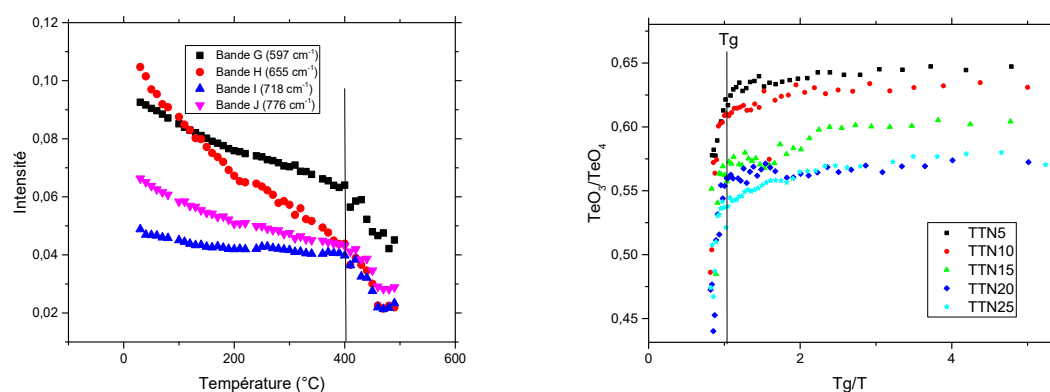 0,12
0,10
0,08
0,06
0,04
0,02
Intensité
Bande G (597 cm-1)
Bande H (655 cm-1)
Bande I (718 cm-1)
Bande J (776 cm-1)
0 200 400 600
Température (°C)
Tg
0,65
0,60
0,55
0,50
0,45
TeO3/TeO4
TTN5
TTN10
TTN15
TTN20
TTN25
0 2 4
Tg/T